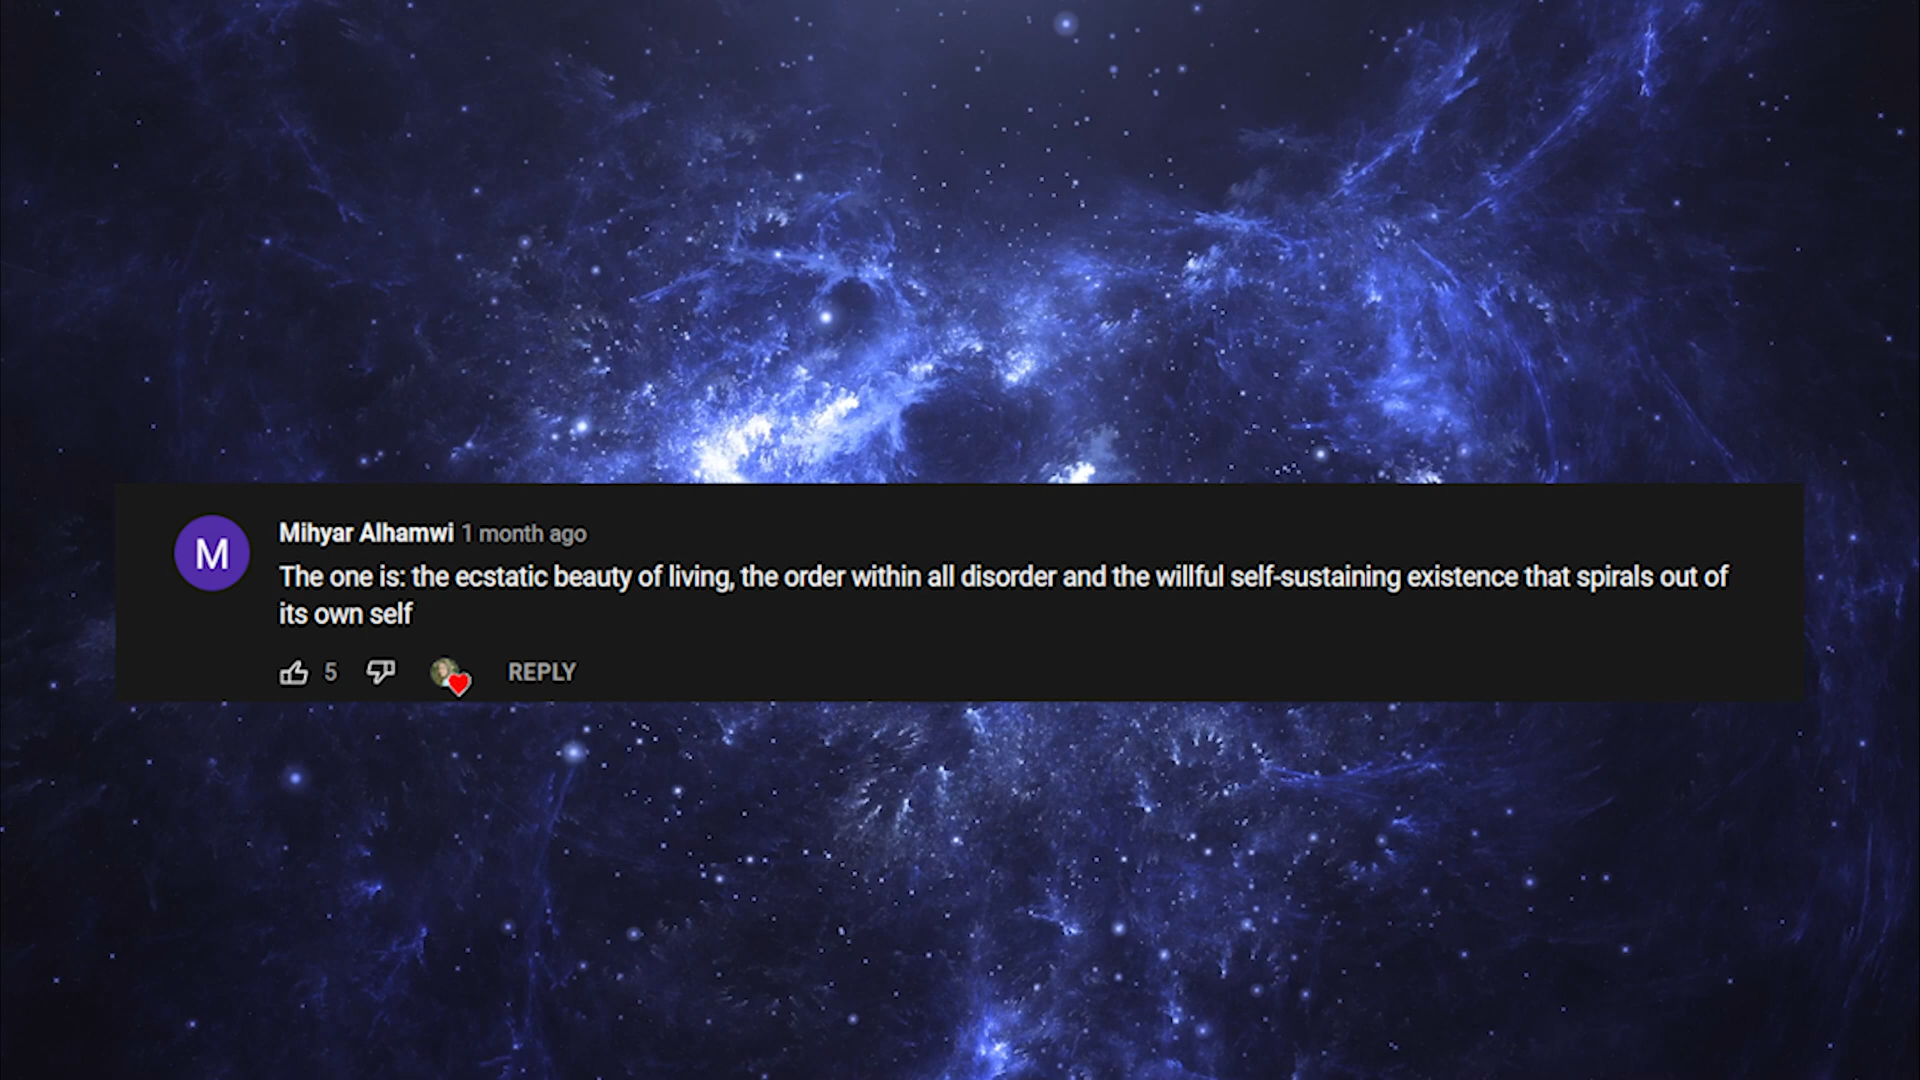 M
Mihyar Alhamwi 1 month ago
The one is: the ecstatic beauty of living, the order within all disorder and the willful self-sustaining existence that spirals out of
its own self
5 REPLY